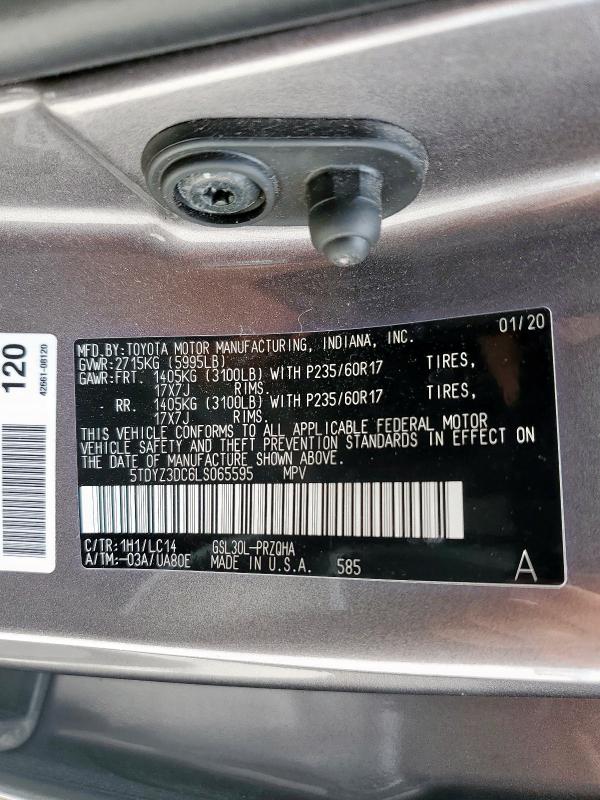 120
42661-08120
MFD.BY:TOYOTA MOTOR MANUFACTURING, INDIANA, INC. 01/20
GVWR:2715KG (5995LB)
GAWR:FRT. 1405KG (3100LB) WITH P235/60R17 TIRES,
17X7J RIMS.
RR. 1405KG (3100LB) WITH P235/60R17 TIRES,
17X7J RIMS.
THIS VEHICLE CONFORMS TO ALL APPLICABLE FEDERAL MOTOR
VEHICLE SAFETY AND THEFT PREVENTION STANDARDS IN EFFECT ON
THE DATE OF MANUFACTURE SHOWN ABOVE.
5TDYZ3DC6LS065595 MPV
C/TR:1H1/LC14 GSL30L-PRZQHA
A/TM:-03A/UA80E MADE IN U.S.A. 585 A